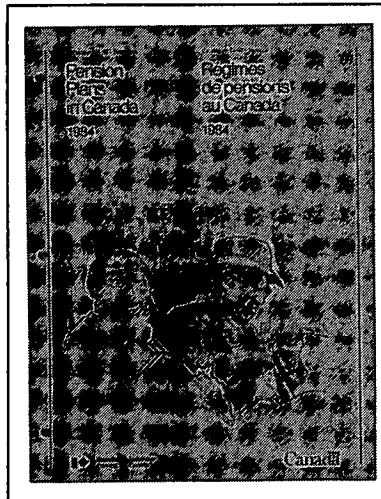 Pension
Plans
in Canada
1984
Régimes
de pensions
au Canada
1984
Canada